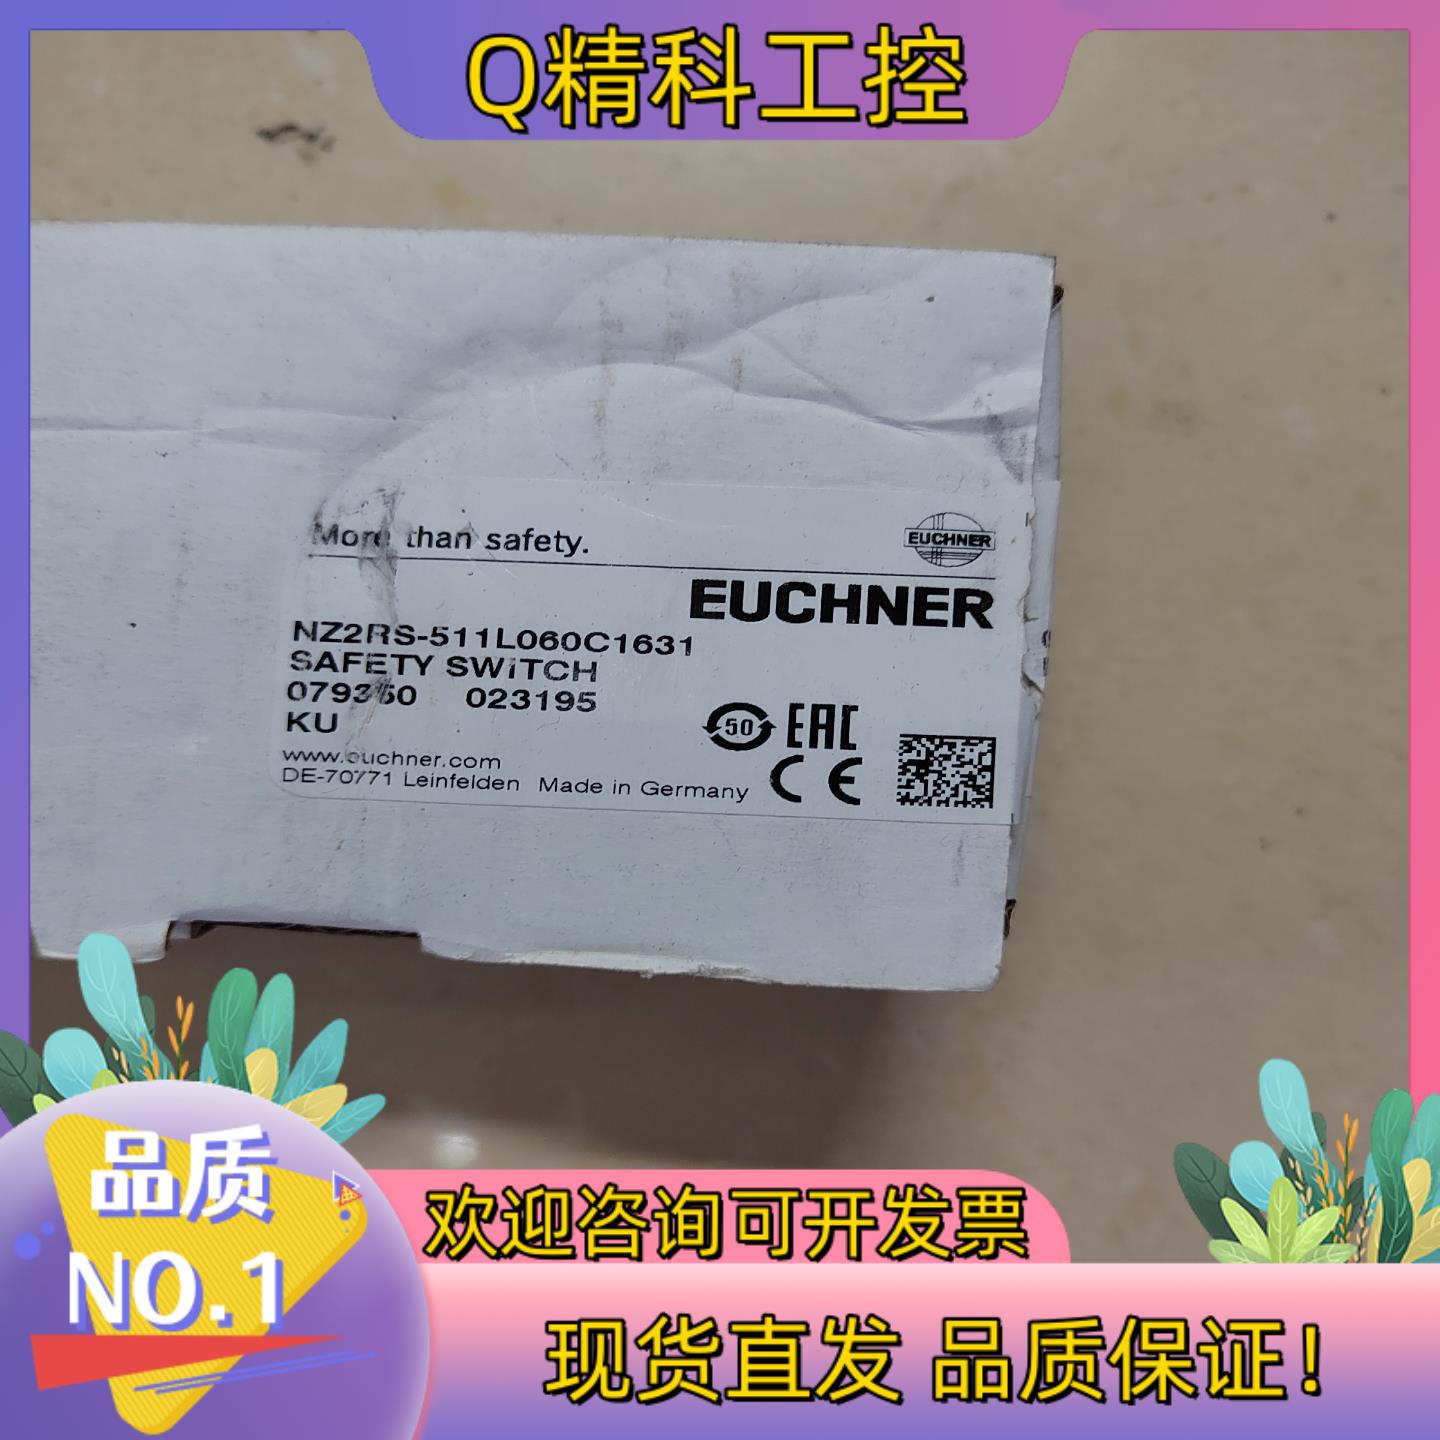 Q精科工控
More than safety.
EUCHNER
EUCHNER
NZ2RS-511L060C1631
SAFETY SWITCH
023195
KU
50
EAC
www.euchner.com
CE
DE-70771 Leinfelden Made in Germany
品质
NO.1
欢迎咨询可开发票
现货直发 品质保证!